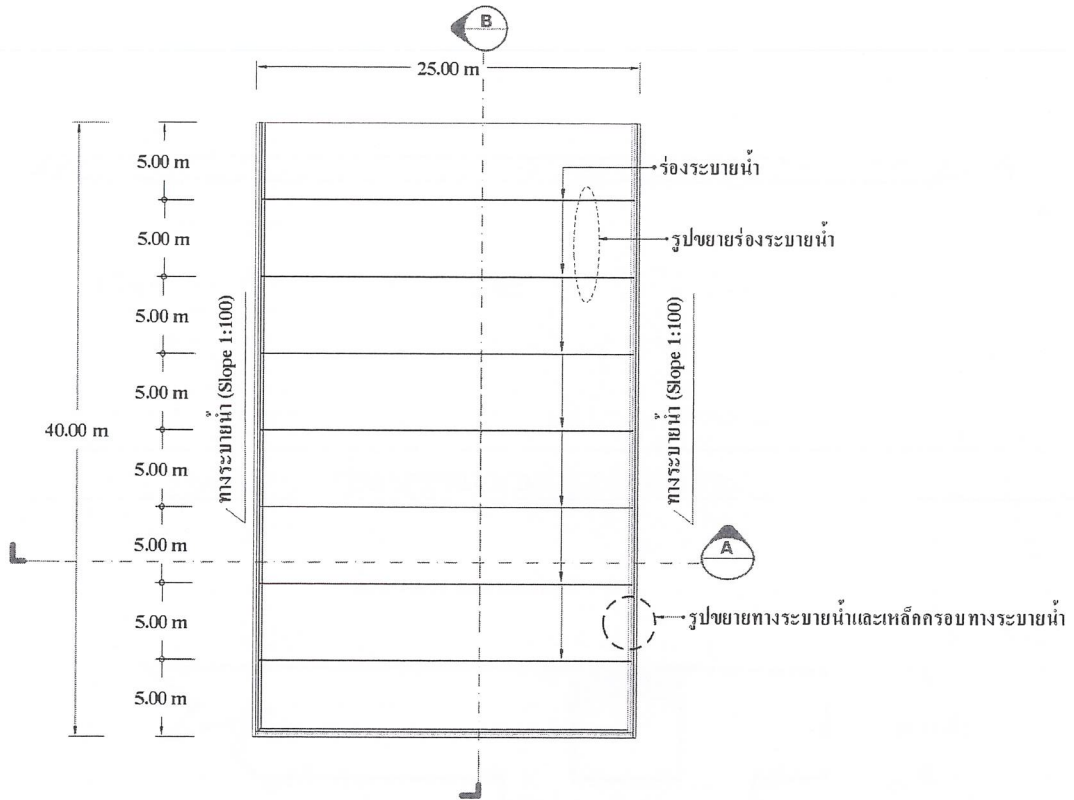 B
25.00 m
5.00 m
ร่องระบายน้ำ
5.00 m
รูปขยายร่องระบายน้ำ
5.00 m
ทางระบายน้ำ (Slope 1:100)
ทางระบายน้ำ (Slope 1:100)
5.00 m
40.00 m
5.00 m
5.00 m
A
5.00 m
รูปขยายทางระบายน้ำและเหล็กครอบทางระบายน้ำ
5.00 m